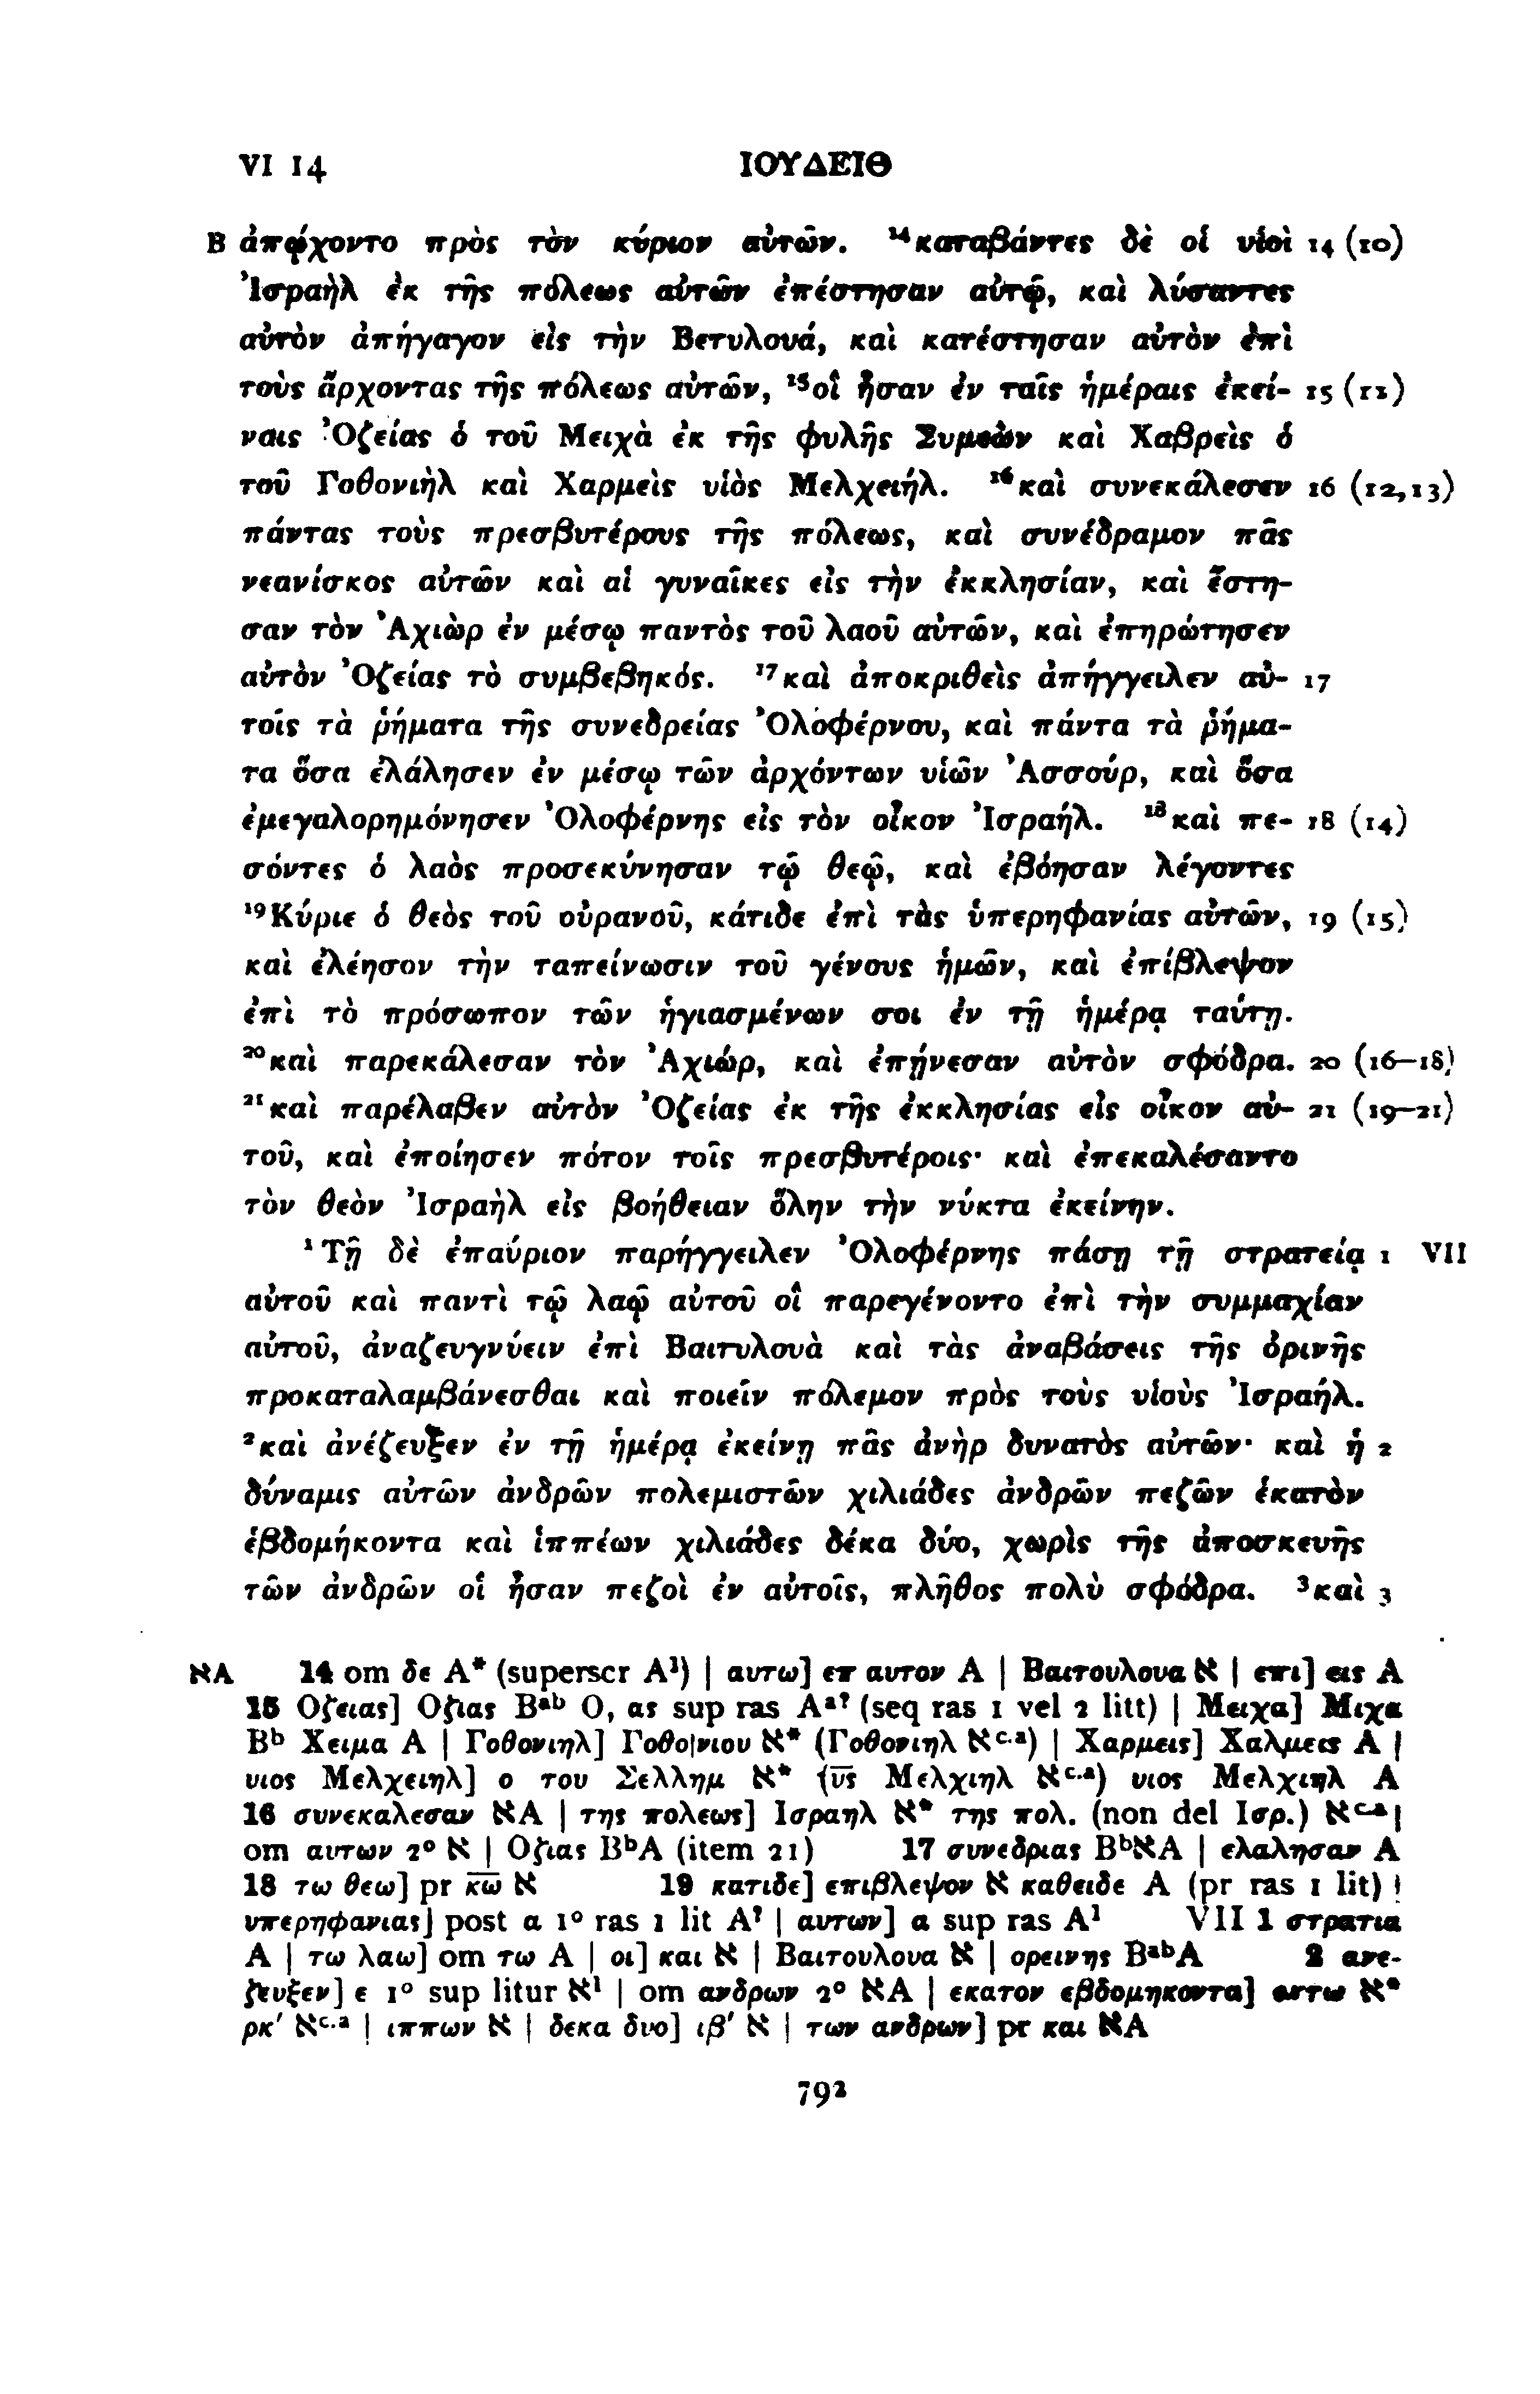 VI 14 ΙΟΥΔΕΙΘ
B ἀπῴχοντο πρὸς τὸν κύριον αὐτῶν. ¹⁴καταβάντες δὲ οἱ υἱοὶ 14 (10)
Ἰσραὴλ ἐκ τῆς πόλεως αὐτῶν ἐπέστησαν αὐτῷ, καὶ λύσαντες
αὐτὸν ἀπήγαγον εἰς τὴν Βετυλουά, καὶ κατέστησαν αὐτὸν ἐπὶ
τοὺς ἄρχοντας τῆς πόλεως αὐτῶν, ¹⁵οἳ ἦσαν ἐν ταῖς ἡμέραις ἐκεί- 15 (11)
ναις Ὀζείας ὁ τοῦ Μειχὰ ἐκ τῆς φυλῆς Συμεὼν καὶ Χαβρεὶς ὁ
τοῦ Γοθονιὴλ καὶ Χαρμεὶς υἱὸς Μελχειήλ. ¹⁶καὶ συνεκάλεσεν 16 (12,13)
πάντας τοὺς πρεσβυτέρους τῆς πόλεως, καὶ συνέδραμον πᾶς
νεανίσκος αὐτῶν καὶ αἱ γυναῖκες εἰς τὴν ἐκκλησίαν, καὶ ἔστη-
σαν τὸν Ἀχιὼρ ἐν μέσῳ παντὸς τοῦ λαοῦ αὐτῶν, καὶ ἐπηρώτησεν
αὐτὸν Ὀζείας τὸ συμβεβηκός. ¹⁷καὶ ἀποκριθεὶς ἀπήγγειλεν αὐ- 17
τοῖς τὰ ῥήματα τῆς συνεδρείας Ὀλοφέρνου, καὶ πάντα τὰ ῥήμα-
τα ὅσα ἐλάλησεν ἐν μέσῳ τῶν ἀρχόντων υἱῶν Ἀσσούρ, καὶ ὅσα
ἐμεγαλορημόνησεν Ὀλοφέρνης εἰς τὸν οἶκον Ἰσραήλ. ¹⁸καὶ πε- 18 (14)
σόντες ὁ λαὸς προσεκύνησαν τῷ θεῷ, καὶ ἐβόησαν λέγοντες
¹⁹Κύριε ὁ θεὸς τοῦ οὐρανοῦ, κάτιδε ἐπὶ τὰς ὑπερηφανίας αὐτῶν, 19 (15)
καὶ ἐλέησον τὴν ταπείνωσιν τοῦ γένους ἡμῶν, καὶ ἐπίβλεψον
ἐπὶ τὸ πρόσωπον τῶν ἡγιασμένων σοι ἐν τῇ ἡμέρᾳ ταύτῃ.
²⁰καὶ παρεκάλεσαν τὸν Ἀχιώρ, καὶ ἐπῄνεσαν αὐτὸν σφόδρα. 20 (16—18)
²¹καὶ παρέλαβεν αὐτὸν Ὀζείας ἐκ τῆς ἐκκλησίας εἰς οἶκον αὐ- 21 (19—21)
τοῦ, καὶ ἐποίησεν πότον τοῖς πρεσβυτέροις· καὶ ἐπεκαλέσαντο
τὸν θεὸν Ἰσραὴλ εἰς βοήθειαν ὅλην τὴν νύκτα ἐκείνην.
¹Τῇ δὲ ἐπαύριον παρήγγειλεν Ὀλοφέρνης πάσῃ τῇ στρατείᾳ 1 VII
αὐτοῦ καὶ παντὶ τῷ λαῷ αὐτοῦ οἳ παρεγένοντο ἐπὶ τὴν συμμαχίαν
αὐτοῦ, ἀναζευγνύειν ἐπὶ Βαιτυλουὰ καὶ τὰς ἀναβάσεις τῆς ὀρινῆς
προκαταλαμβάνεσθαι καὶ ποιεῖν πόλεμον πρὸς τοὺς υἱοὺς Ἰσραήλ.
²καὶ ἀνέζευξεν ἐν τῇ ἡμέρᾳ ἐκείνῃ πᾶς ἀνὴρ δυνατὸς αὐτῶν· καὶ ἡ 2
δύναμις αὐτῶν ἀνδρῶν πολεμιστῶν χιλιάδες ἀνδρῶν πεζῶν ἑκατὸν
ἑβδομήκοντα καὶ ἱππέων χιλιάδες δέκα δύο, χωρὶς τῆς ἀποσκευῆς
τῶν ἀνδρῶν οἳ ἦσαν πεζοὶ ἐν αὐτοῖς, πλῆθος πολὺ σφόδρα. ³καὶ 3
אA 14 om δε A* (superscr A¹) | αυτω] επ αυτον A | Βαιτουλουα א | επι] εις A
15 Οζειας] Οζιας Bᵃᵇ Ο, ας sup ras Aᵃ? (seq ras 1 vel 2 litt) | Μειχα] Μιχα
Bᵇ Χειμα A | Γοθονιηλ] Γοθο|νιου א* (Γοθονιηλ אᶜ·ᵃ) | Χαρμεις] Χαλμεις A |
υιος Μελχειηλ] ο του Σελλημ א* (υ̅ς̅ Μελχιηλ אᶜ·ᵃ) υιος Μελχιηλ A
16 συνεκαλεσαν אA | της πολεως] Ισραηλ א* της πολ. (non del Ισρ.) אᶜ·ᵃ |
om αυτων 2° א | Οζιας BᵇA (item 21) 17 συνεδριας BᵇאA | ελαλησαν A
18 τω θεω] pr κ̅ω̅ א 19 κατιδε] επιβλεψον א καθειδε A (pr ras 1 lit) |
υπερηφανιας] post α 1° ras 1 lit A? | αυτων] α sup ras A¹ VII 1 στρατια
A | τω λαω] om τω A | οι] και א | Βαιτουλουα א | ορεινης BᵃᵇA 2 ανε-
ζευξεν] ε 1° sup litur א¹ | om ανδρων 2° אA | εκατον εβδομηκοντα] א*
ρκ′ אᶜ·ᵃ | ιππων א | δεκα δυο] ιβ′ א | των ανδρων] pr και אA
792